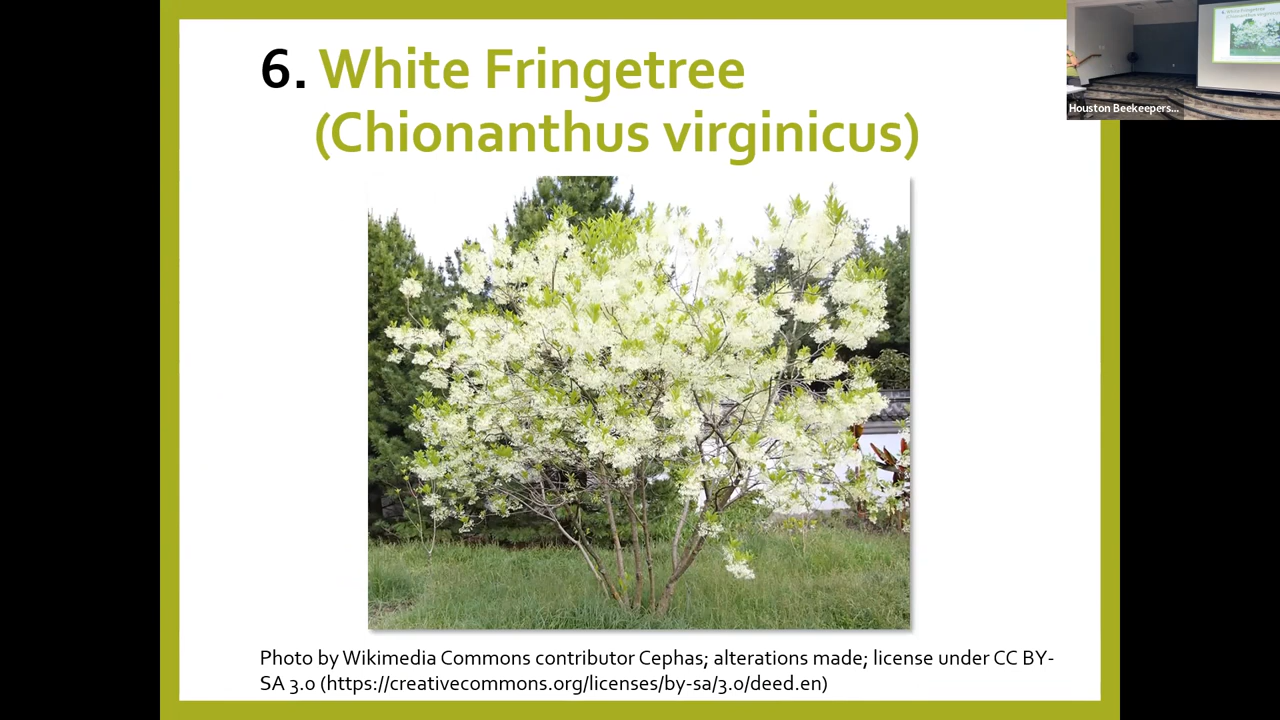 6. White Fringetree
(Chionanthus virginicus)
Houston Beekeepers...
Photo by Wikimedia Commons contributor Cephas; alterations made; license under CC BY-
SA 3.0 (https://creativecommons.org/licenses/by-sa/3.0/deed.en)